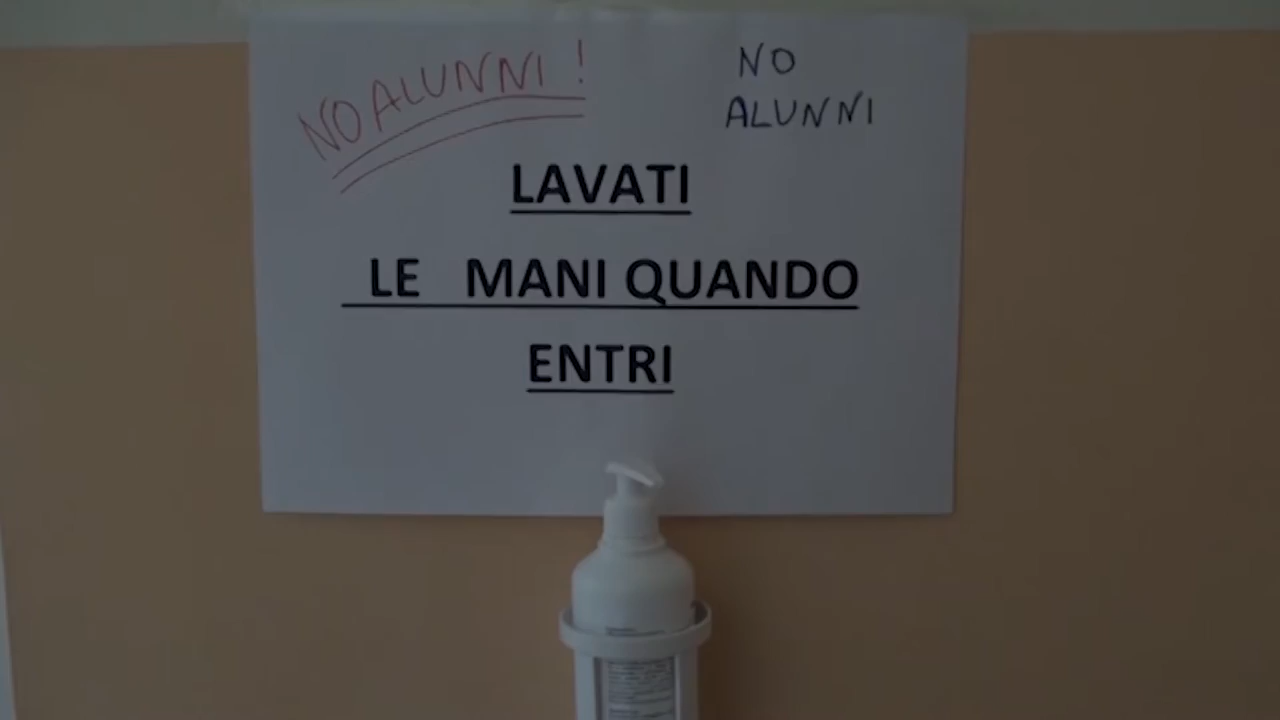 NO ALUNNI !
NO
ALUNNI
LAVATI
LE MANI QUANDO
ENTRI